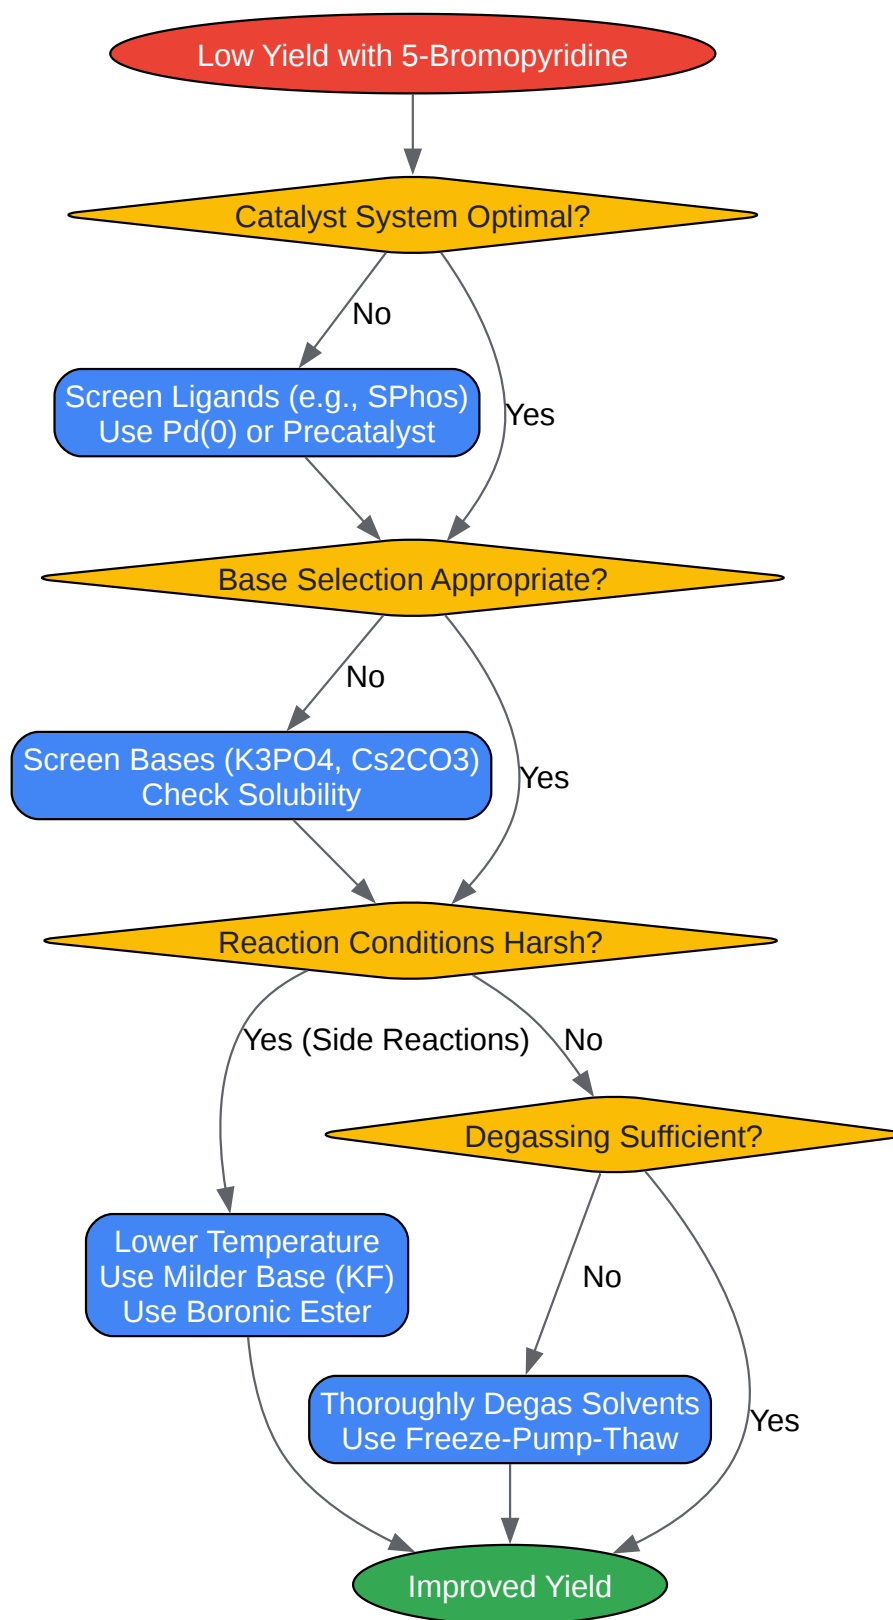 Low Yield with 5-Bromopyridine
Catalyst System Optimal?
No
Screen Ligands (e.g., SPhos)
Use Pd(0) or Precatalyst
Yes
Base Selection Appropriate?
No
Screen Bases (K3PO4, Cs2CO3)
Check Solubility
Yes
Reaction Conditions Harsh?
Yes (Side Reactions)
No
Degassing Sufficient?
Lower Temperature
Use Milder Base (KF)
Use Boronic Ester
No
Thoroughly Degas Solvents
Use Freeze-Pump-Thaw
Yes
Improved Yield